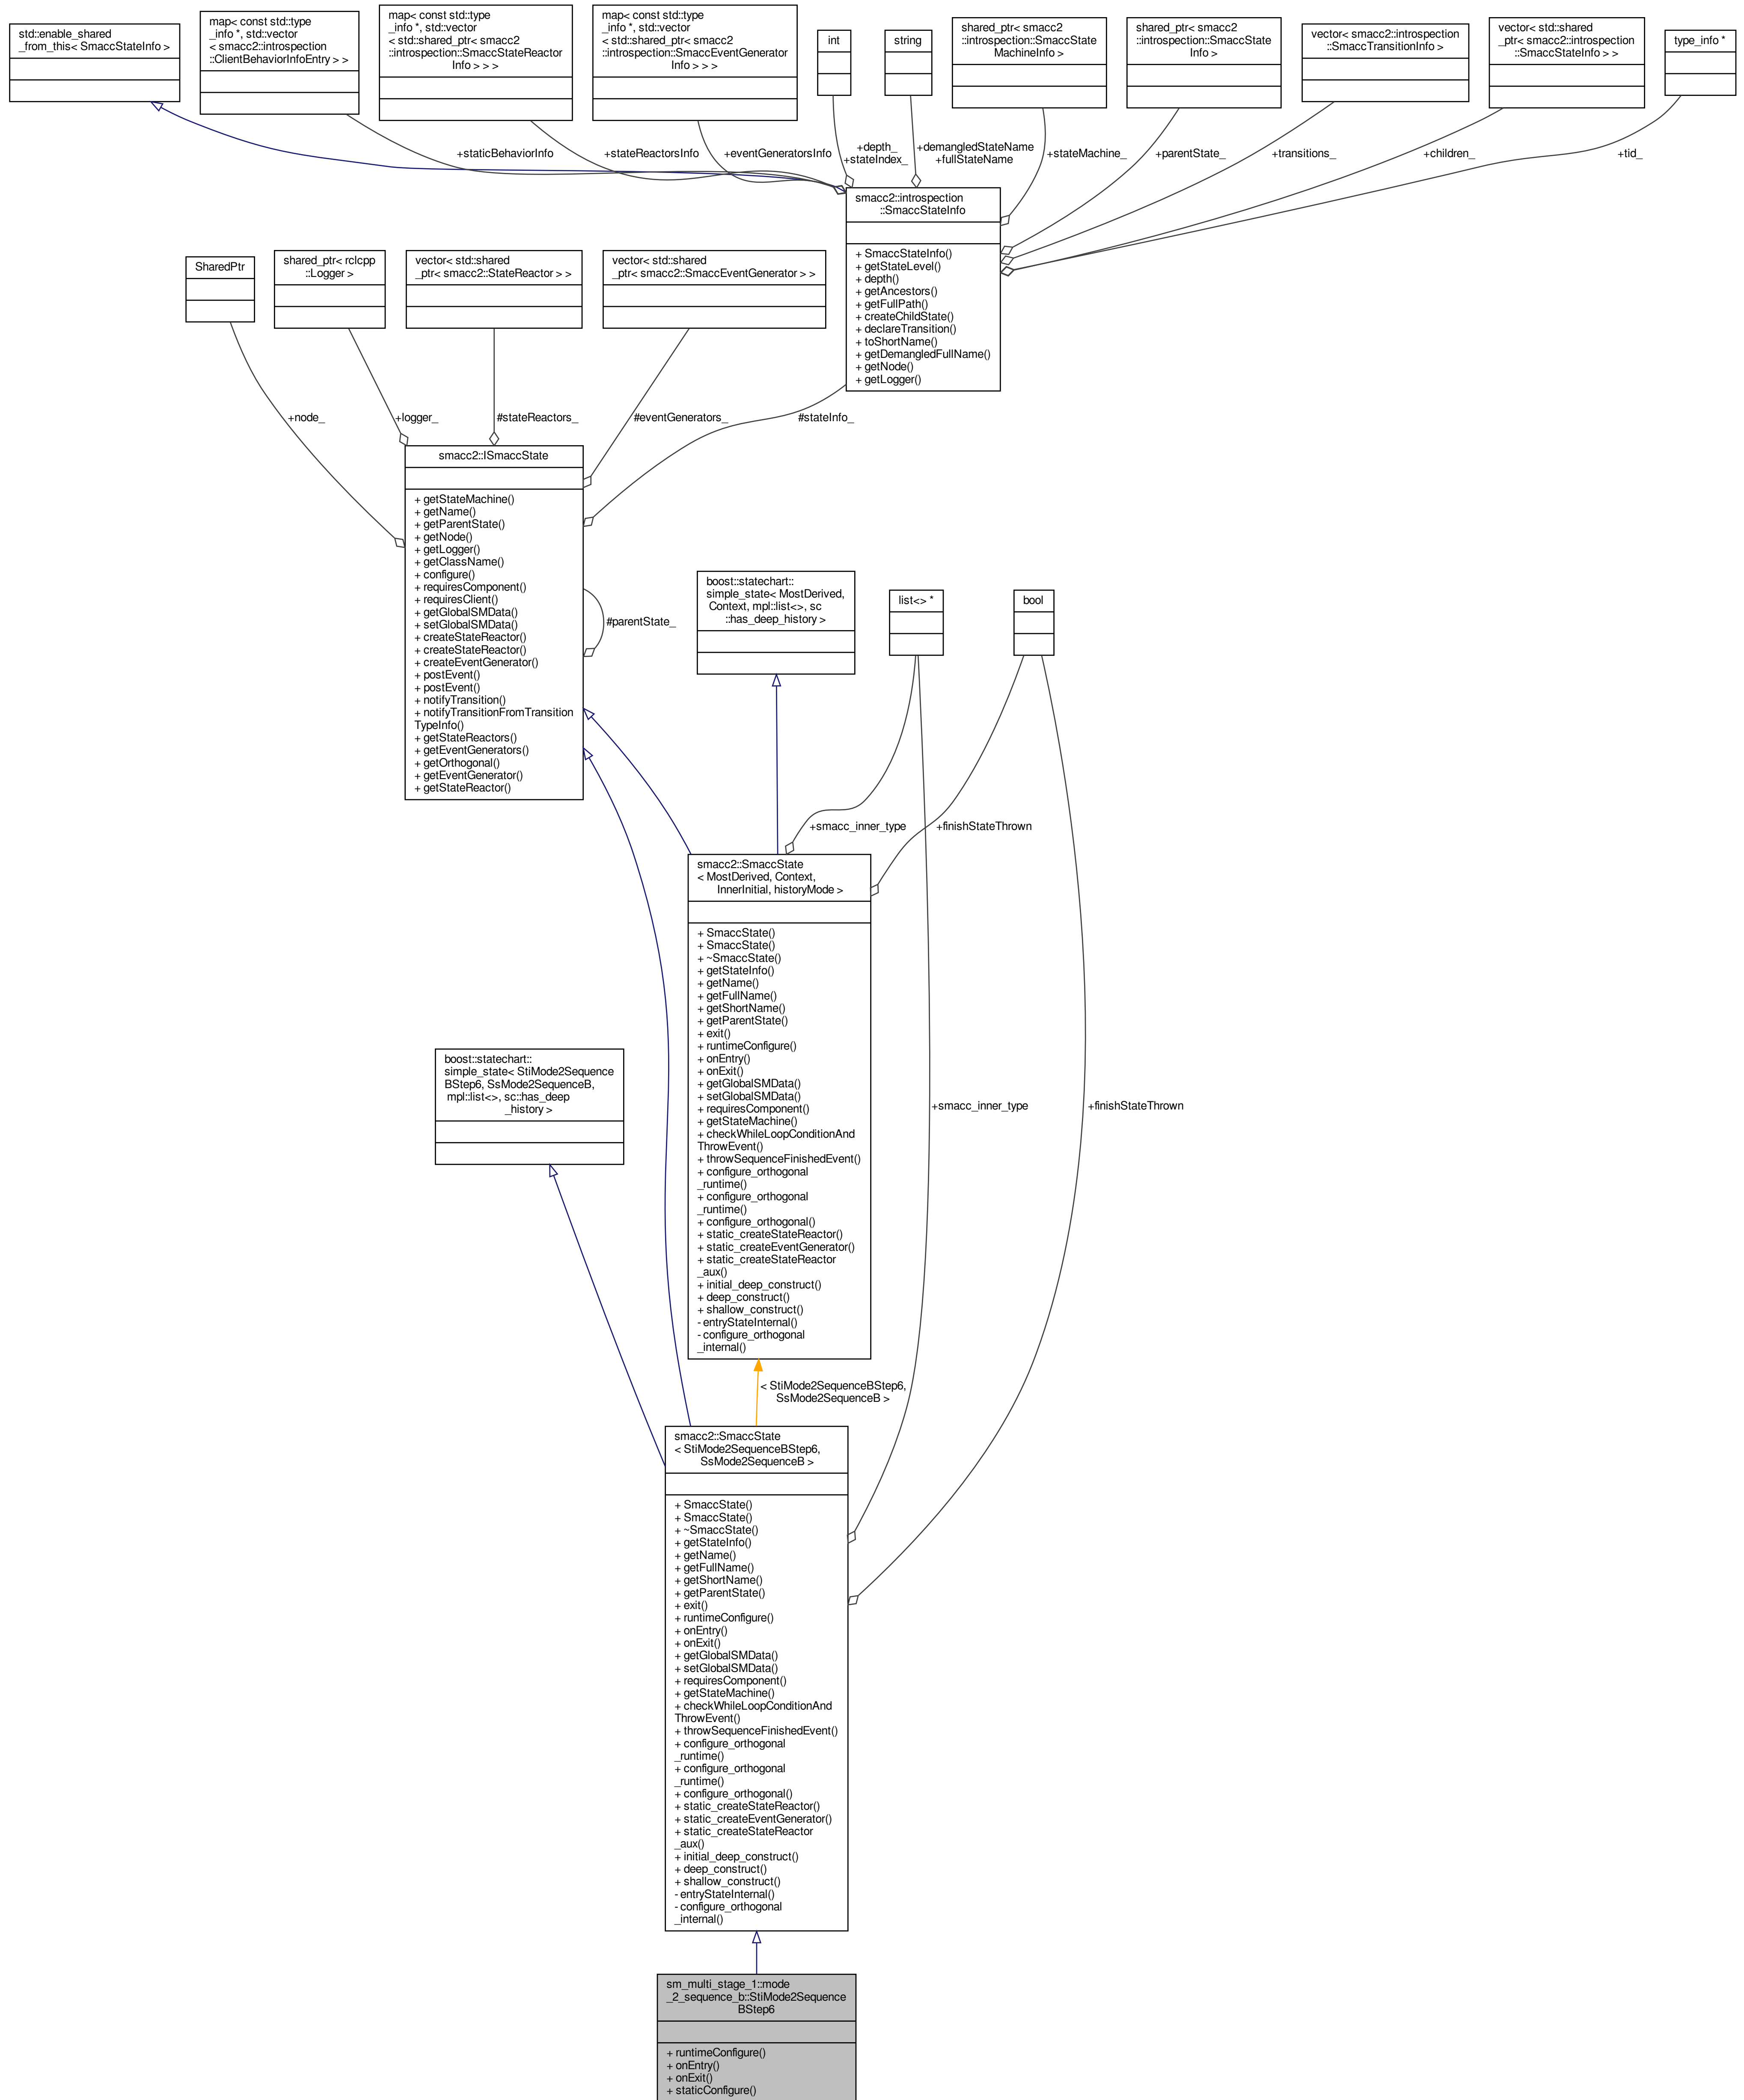 std::enable_shared
_from_this< SmaccStateInfo >
map< const std::type
_info *, std::vector
< smacc2::introspection
::ClientBehaviorInfoEntry > >
map< const std::type
_info *, std::vector
< std::shared_ptr< smacc2
::introspection::SmaccStateReactor
Info > > >
map< const std::type
_info *, std::vector
< std::shared_ptr< smacc2
::introspection::SmaccEventGenerator
Info > > >
int
string
shared_ptr< smacc2
::introspection::SmaccState
MachineInfo >
shared_ptr< smacc2
::introspection::SmaccState
Info >
vector< smacc2::introspection
::SmaccTransitionInfo >
vector< std::shared
_ptr< smacc2::introspection
::SmaccStateInfo > >
type_info *
+staticBehaviorInfo
+stateReactorsInfo
+eventGeneratorsInfo
+depth_
+stateIndex_
+demangledStateName
+fullStateName
+stateMachine_
+parentState_
+transitions_
+children_
+tid_
smacc2::introspection
::SmaccStateInfo
+ SmaccStateInfo()
+ getStateLevel()
+ depth()
+ getAncestors()
+ getFullPath()
+ createChildState()
+ declareTransition()
+ toShortName()
+ getDemangledFullName()
+ getNode()
+ getLogger()
SharedPtr
shared_ptr< rclcpp
::Logger >
vector< std::shared
_ptr< smacc2::StateReactor > >
vector< std::shared
_ptr< smacc2::SmaccEventGenerator > >
+node_
+logger_
#stateReactors_
#eventGenerators_
#stateInfo_
smacc2::ISmaccState
+ getStateMachine()
+ getName()
+ getParentState()
+ getNode()
+ getLogger()
+ getClassName()
+ configure()
+ requiresComponent()
+ requiresClient()
+ getGlobalSMData()
+ setGlobalSMData()
+ createStateReactor()
+ createStateReactor()
+ createEventGenerator()
+ postEvent()
+ postEvent()
+ notifyTransition()
+ notifyTransitionFromTransition
TypeInfo()
+ getStateReactors()
+ getEventGenerators()
+ getOrthogonal()
+ getEventGenerator()
+ getStateReactor()
#parentState_
boost::statechart::
simple_state< MostDerived,
Context, mpl::list<>, sc
::has_deep_history >
list<> *
bool
+smacc_inner_type
+finishStateThrown
smacc2::SmaccState
< MostDerived, Context,
InnerInitial, historyMode >
+ SmaccState()
+ SmaccState()
+ ~SmaccState()
+ getStateInfo()
+ getName()
+ getFullName()
+ getShortName()
+ getParentState()
+ exit()
+ runtimeConfigure()
+ onEntry()
+ onExit()
+ getGlobalSMData()
+ setGlobalSMData()
+ requiresComponent()
+ getStateMachine()
+ checkWhileLoopConditionAnd
ThrowEvent()
+ throwSequenceFinishedEvent()
+ configure_orthogonal
_runtime()
+ configure_orthogonal
_runtime()
+ configure_orthogonal()
+ static_createStateReactor()
+ static_createEventGenerator()
+ static_createStateReactor
_aux()
+ initial_deep_construct()
+ deep_construct()
+ shallow_construct()
- entryStateInternal()
- configure_orthogonal
_internal()
boost::statechart::
simple_state< StiMode2Sequence
BStep6, SsMode2SequenceB,
mpl::list<>, sc::has_deep
_history >
+smacc_inner_type
+finishStateThrown
< StiMode2SequenceBStep6,
SsMode2SequenceB >
smacc2::SmaccState
< StiMode2SequenceBStep6,
SsMode2SequenceB >
+ SmaccState()
+ SmaccState()
+ ~SmaccState()
+ getStateInfo()
+ getName()
+ getFullName()
+ getShortName()
+ getParentState()
+ exit()
+ runtimeConfigure()
+ onEntry()
+ onExit()
+ getGlobalSMData()
+ setGlobalSMData()
+ requiresComponent()
+ getStateMachine()
+ checkWhileLoopConditionAnd
ThrowEvent()
+ throwSequenceFinishedEvent()
+ configure_orthogonal
_runtime()
+ configure_orthogonal
_runtime()
+ configure_orthogonal()
+ static_createStateReactor()
+ static_createEventGenerator()
+ static_createStateReactor
_aux()
+ initial_deep_construct()
+ deep_construct()
+ shallow_construct()
- entryStateInternal()
- configure_orthogonal
_internal()
sm_multi_stage_1::mode
_2_sequence_b::StiMode2Sequence
BStep6
+ runtimeConfigure()
+ onEntry()
+ onExit()
+ staticConfigure()